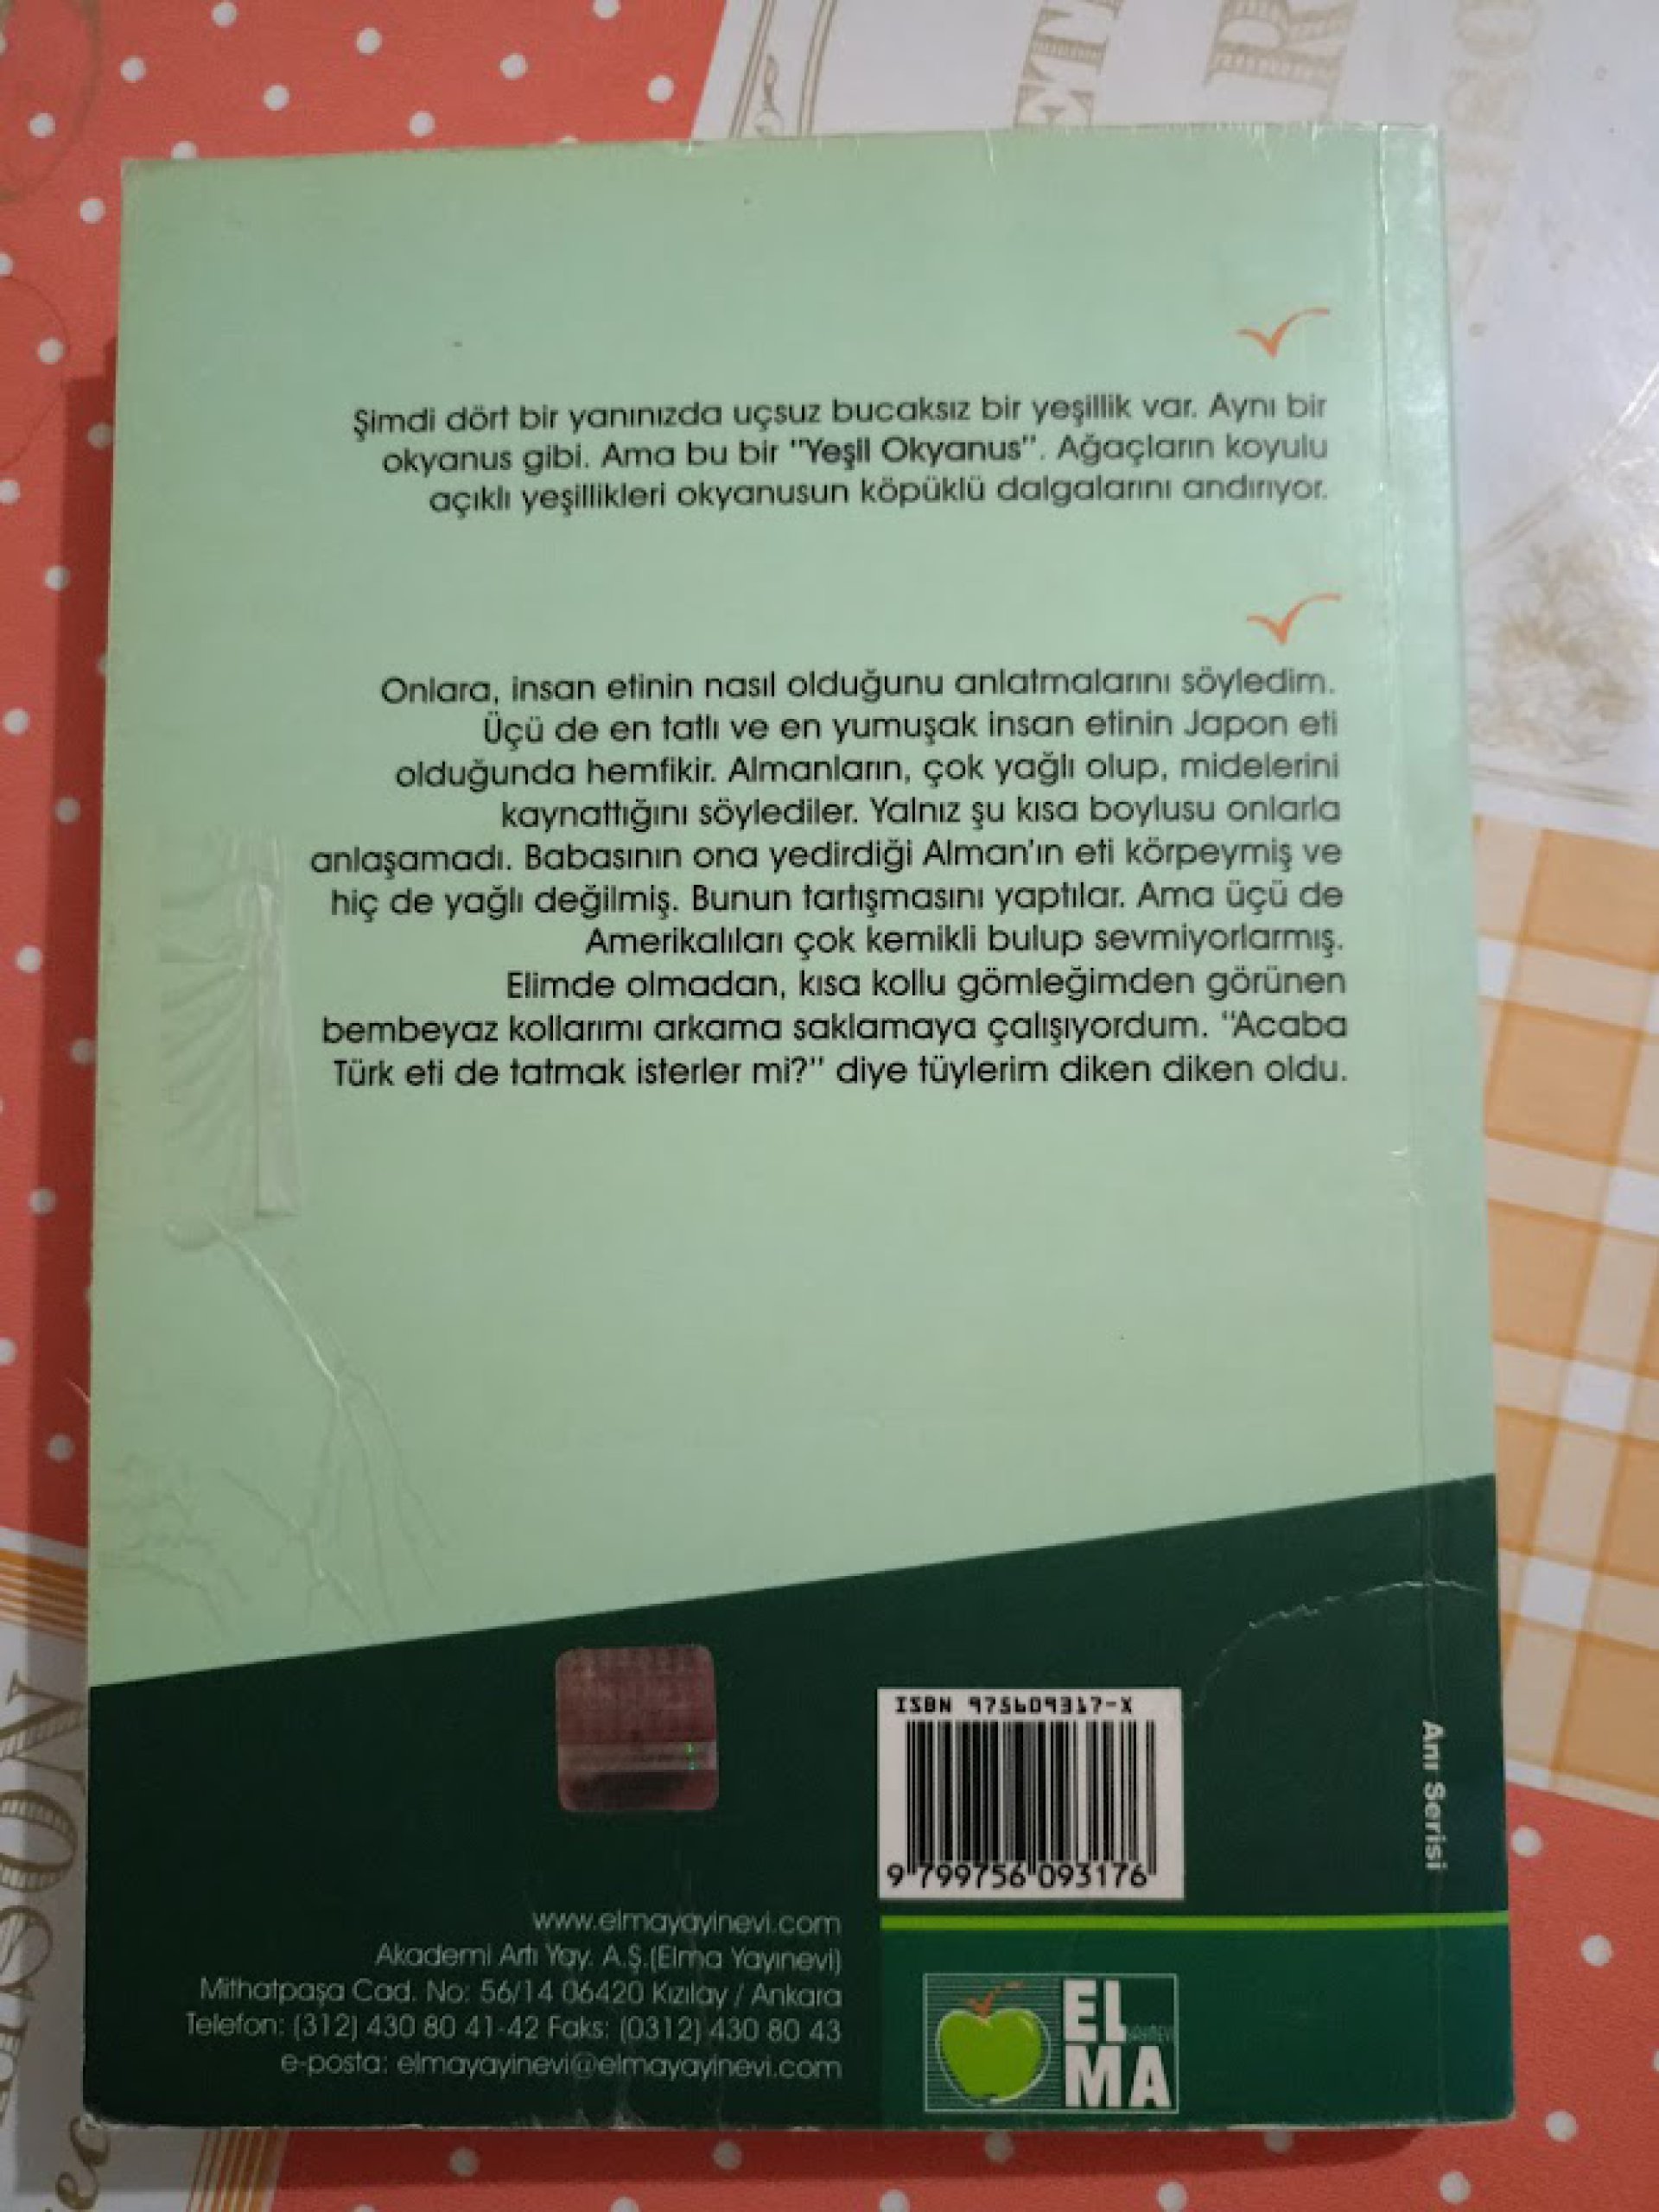 Şimdi dört bir yanınızda uçsuz bucaksız bir yeşillik var. Aynı bir
okyanus gibi. Ama bu bir "Yeşil Okyanus". Ağaçların koyulu
açıklı yeşillikleri okyanusun köpüklü dalgalarını andırıyor.
Onlara, insan etinin nasıl olduğunu anlatmalarını söyledim.
Üçü de en tatlı ve en yumuşak insan etinin Japon eti
olduğunda hemfikir. Almanların, çok yağlı olup, midelerini
kaynattığını söylediler. Yalnız şu kısa boylusu onlarla
anlaşamadı. Babasının ona yedirdiği Alman'ın eti körpeymiş ve
hiç de yağlı değilmiş. Bunun tartışmasını yaptılar. Ama üçü de
Amerikalıları çok kemikli bulup sevmiyorlarmış.
Elimde olmadan, kısa kollu gömleğimden görünen
bembeyaz kollarımı arkama saklamaya çalışıyordum. "Acaba
Türk eti de tatmak isterler mi?" diye tüylerim diken diken oldu.
ISBN 975609317-X
9 799756 093176
Anı Serisi
www.elmayayinevi.com
Akademi Artı Yay. A.Ş.(Elma Yayınevi)
Mithatpaşa Cad. No: 56/14 06420 Kızılay / Ankara
Telefon: (312) 430 80 41-42 Faks: (0312) 430 80 43
e-posta: elmayayinevi@elmayayinevi.com
EL
YAYINEVİ
MA